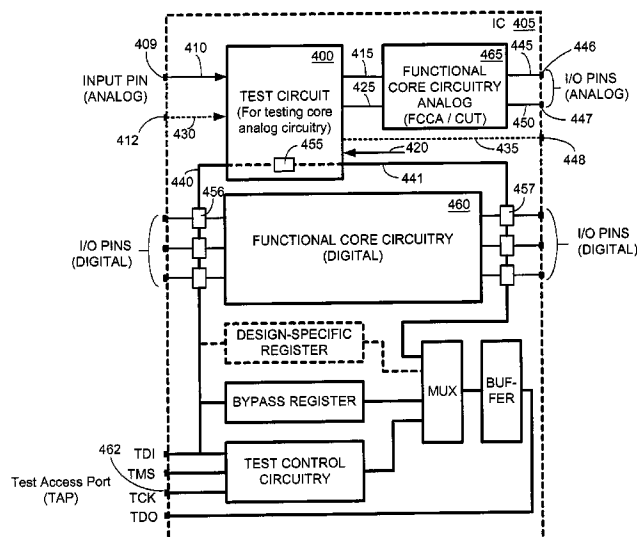 IC 405
409
410
400
415
465
445
446
INPUT PIN
(ANALOG)
TEST CIRCUIT
(For testing core
analog circuitry)
425
FUNCTIONAL
CORE CIRCUITRY
ANALOG
(FCCA / CUT)
I/O PINS
(ANALOG)
412
430
450
447
455
420
435
448
440
441
456
460
457
I/O PINS
(DIGITAL)
FUNCTIONAL CORE CIRCUITRY
(DIGITAL)
I/O PINS
(DIGITAL)
DESIGN-SPECIFIC
REGISTER
BYPASS REGISTER
MUX
BUF-
FER
462
TDI
TMS
TCK
TDO
Test Access Port
(TAP)
TEST CONTROL
CIRCUITRY